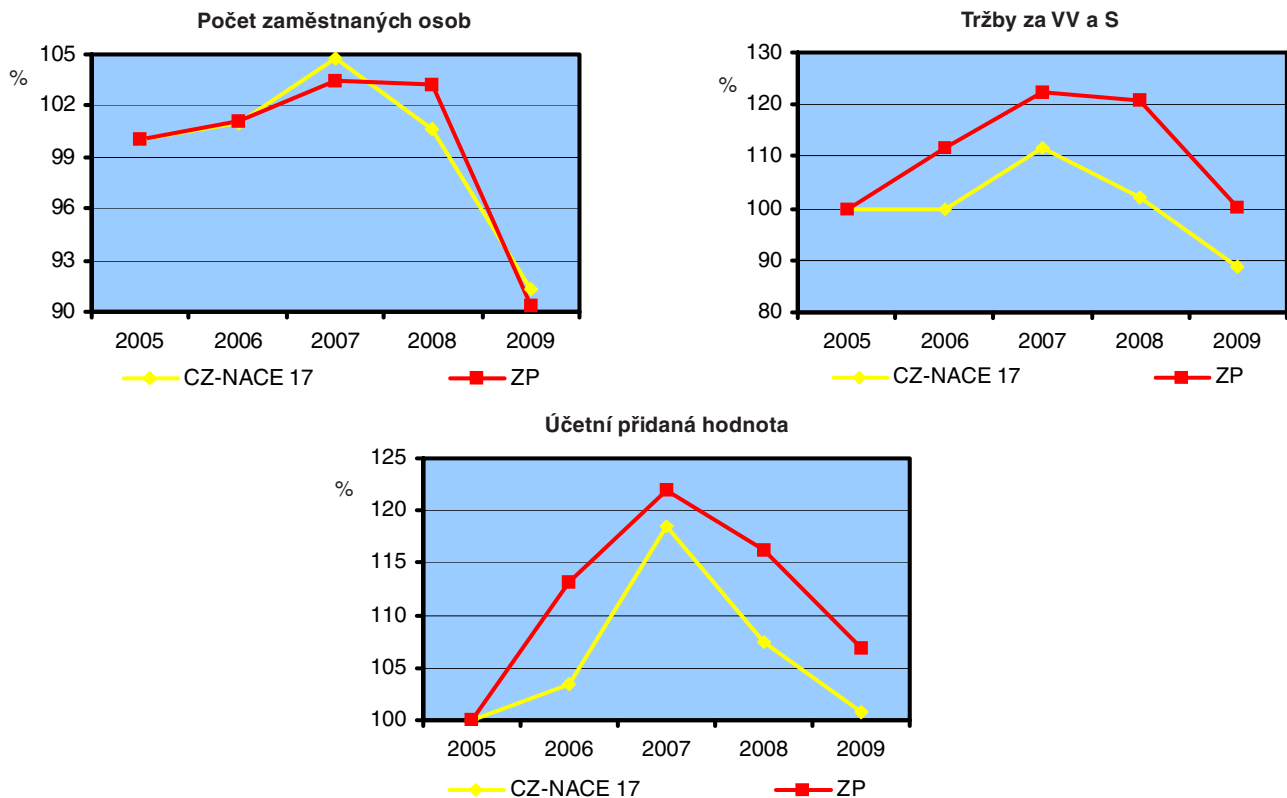 Počet zaměstnaných osob
%
105
102
99
96
93
90
2005 2006 2007 2008 2009
CZ-NACE 17 ZP
Tržby za VV a S
%
130
120
110
100
90
80
2005 2006 2007 2008 2009
CZ-NACE 17 ZP
Účetní přidaná hodnota
%
125
120
115
110
105
100
2005 2006 2007 2008 2009
CZ-NACE 17 ZP